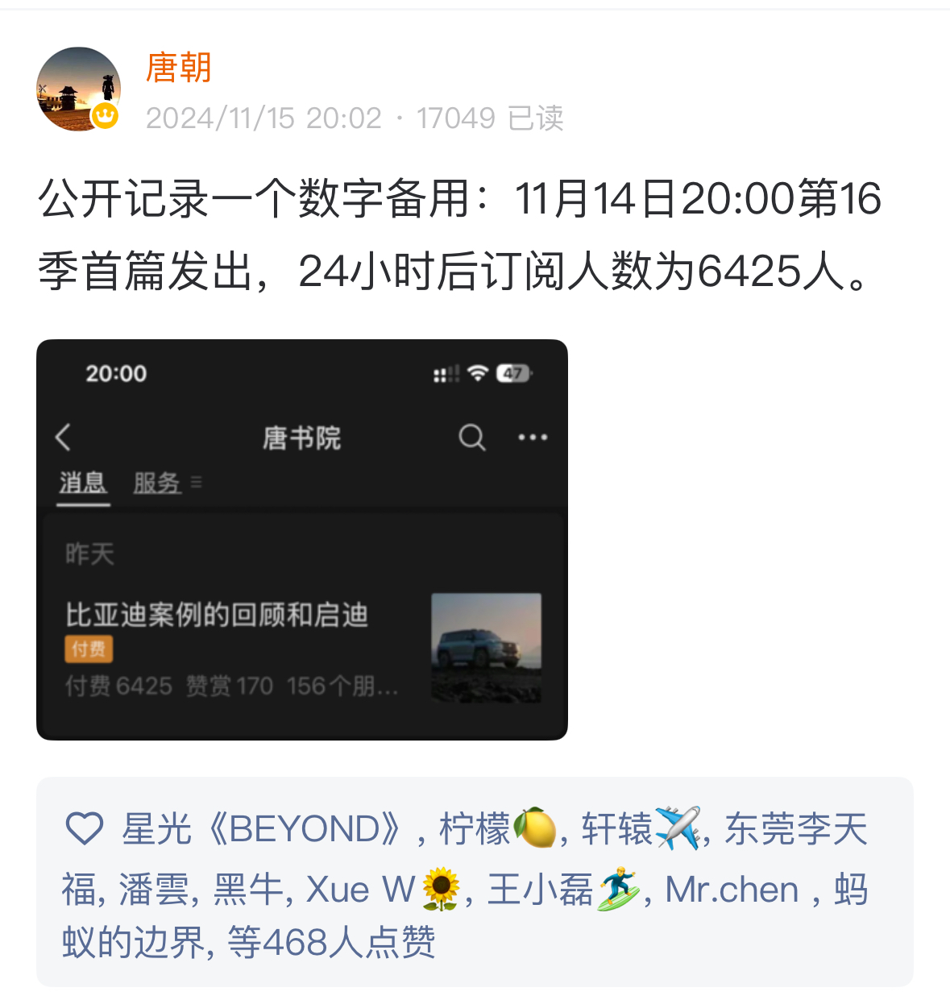 唐朝
2024/11/15 20:02 · 17049 已读
公开记录一个数字备用：11月14日20:00第16
季首篇发出，24小时后订阅人数为6425人。
20:00
47
唐书院
消息 服务
昨天
比亚迪案例的回顾和启迪
付费
付费 6425 赞赏 170 156个朋...
星光《BEYOND》, 柠檬🍋, 轩辕✈️, 东莞李天
福, 潘雲, 黑牛, Xue W🌻, 王小磊🏄‍♂️, Mr.chen , 蚂
蚁的边界, 等468人点赞